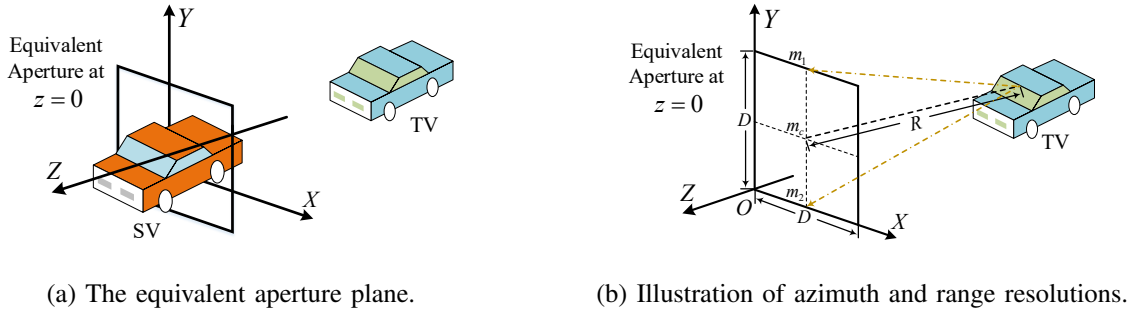 Y
Equivalent
Aperture at
z = 0
TV
Z
X
SV
(a) The equivalent aperture plane.
Y
Equivalent
Aperture at
z = 0
m₁
D
m_c
R
TV
Z
m₂
O
D
X
(b) Illustration of azimuth and range resolutions.